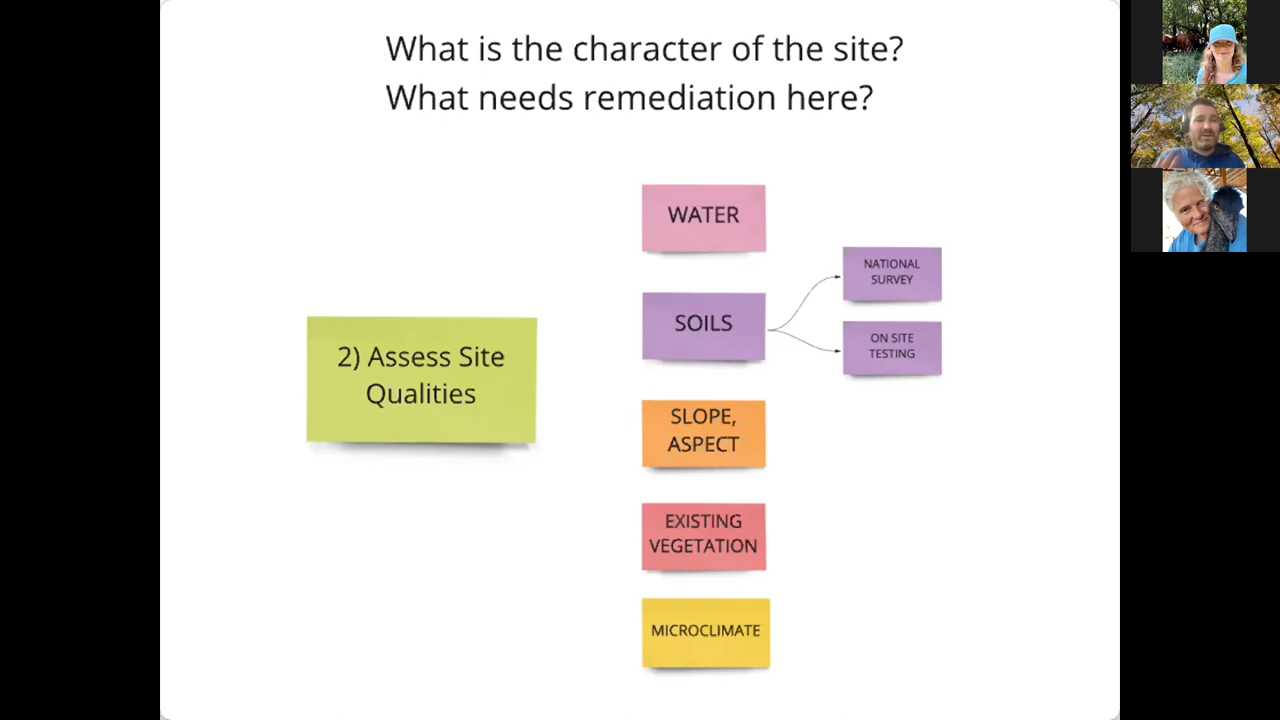 What is the character of the site?
What needs remediation here?
WATER
NATIONAL
SURVEY
SOILS
ON SITE
TESTING
2) Assess Site
Qualities
SLOPE,
ASPECT
EXISTING
VEGETATION
MICROCLIMATE